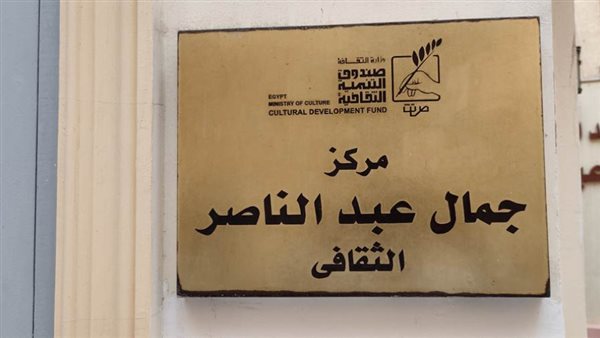 وزارة الثقافة
صندوق
التنمية
الثقافية
EGYPT
MINISTRY OF CULTURE
CULTURAL DEVELOPMENT FUND
مركز
جمال عبد الناصر
الثقافى